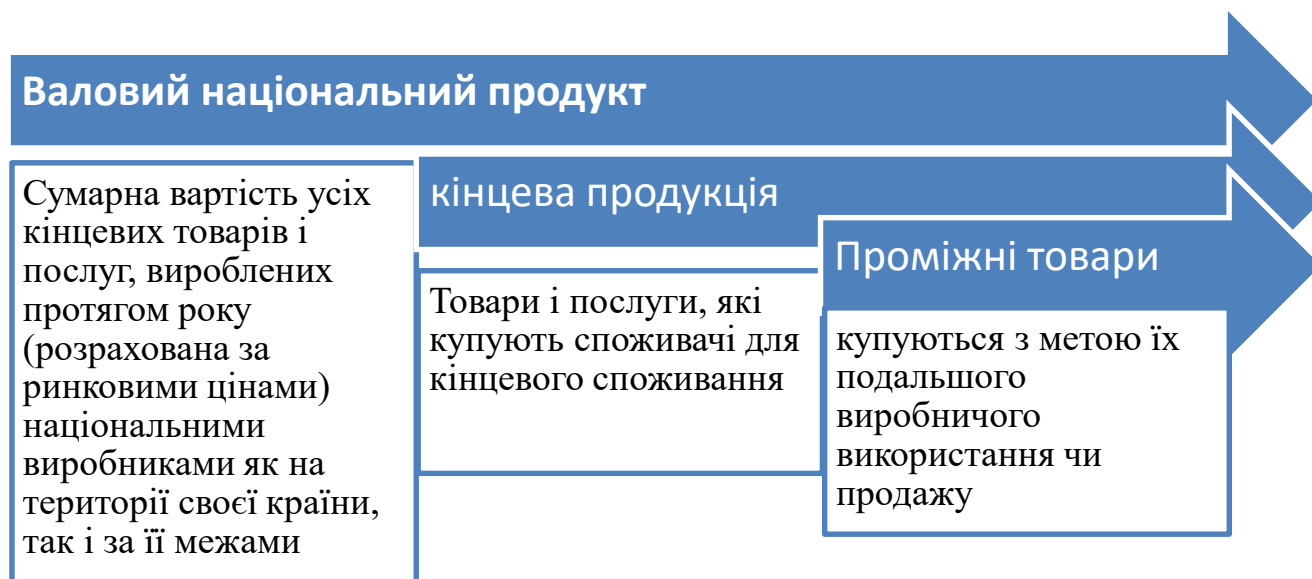 Валовий національний продукт
Сумарна вартість усіх
кінцевих товарів і
послуг, вироблених
протягом року
(розрахована за
ринковими цінами)
національними
виробниками як на
території своєї країни,
так і за її межами
кінцева продукція
Товари і послуги, які
купують споживачі для
кінцевого споживання
Проміжні товари
купуються з метою їх
подальшого
виробничого
використання чи
продажу